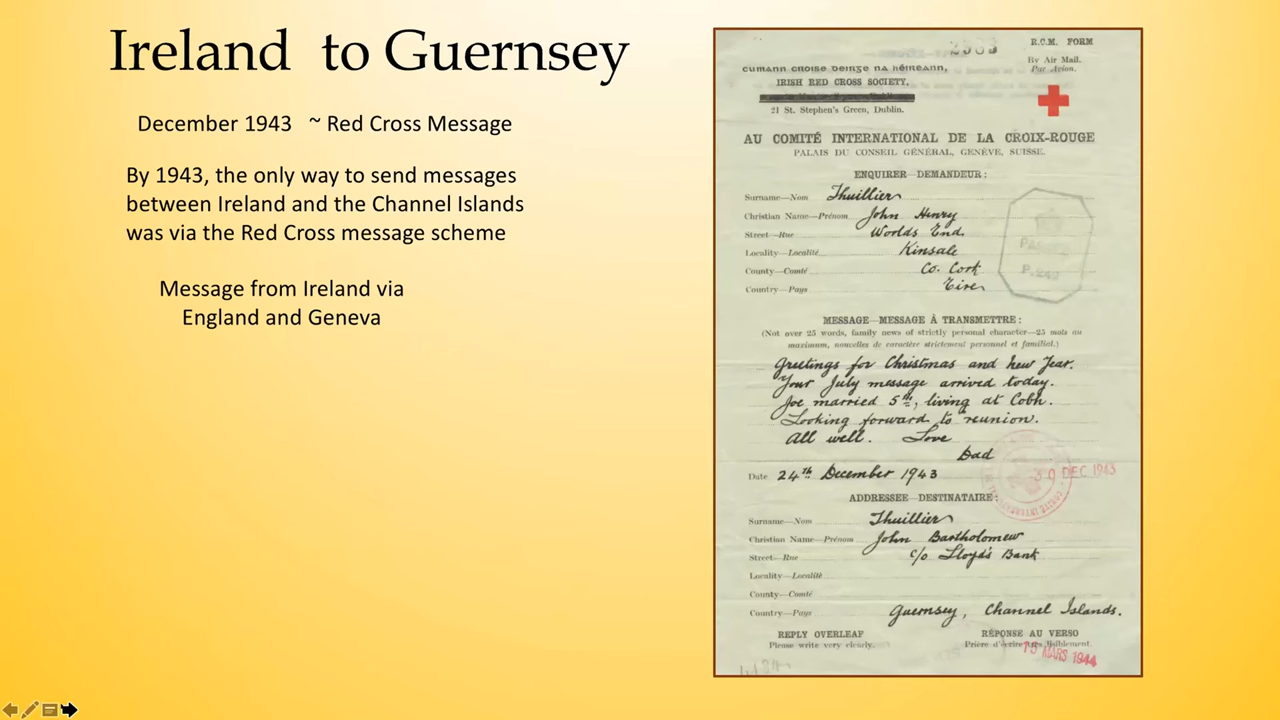 Ireland to Guernsey
December 1943 ~ Red Cross Message
By 1943, the only way to send messages
between Ireland and the Channel Islands
was via the Red Cross message scheme
Message from Ireland via
England and Geneva
R.C.M. FORM
By Air Mail.
Par Avion.
cumann croise deirge na héireann,
IRISH RED CROSS SOCIETY,
21 St. Stephen's Green, Dublin.
AU COMITÉ INTERNATIONAL DE LA CROIX-ROUGE
PALAIS DU CONSEIL GÉNÉRAL, GENÈVE, SUISSE.
ENQUIRER—DEMANDEUR:
Surname—Nom Thuillier
Christian Name—Prénom John Henry
Street—Rue Worlds End.
Locality—Localité Kinsale
County—Comté Co. Cork
Country—Pays Eire
PASSED
MESSAGE—MESSAGE À TRANSMETTRE:
(Not over 25 words, family news of strictly personal character—25 mots au
maximum, nouvelles de caractère strictement personnel et familial.)
Greetings for Christmas and New Year.
Your July message arrived today.
Joe married 5th, living at Cobh.
Looking forward to reunion.
All well. Love
Dad
Date 24th December 1943
30 DEC 1943
ADDRESSEE—DESTINATAIRE:
Surname—Nom Thuillier
Christian Name—Prénom John Bartholomew
Street—Rue c/o Lloyd's Bank
Locality—Localité
County—Comté
Country—Pays Guernsey, Channel Islands.
REPLY OVERLEAF
Please write very clearly.
RÉPONSE AU VERSO
Prière d'écrire très lisiblement.
MARS 1944